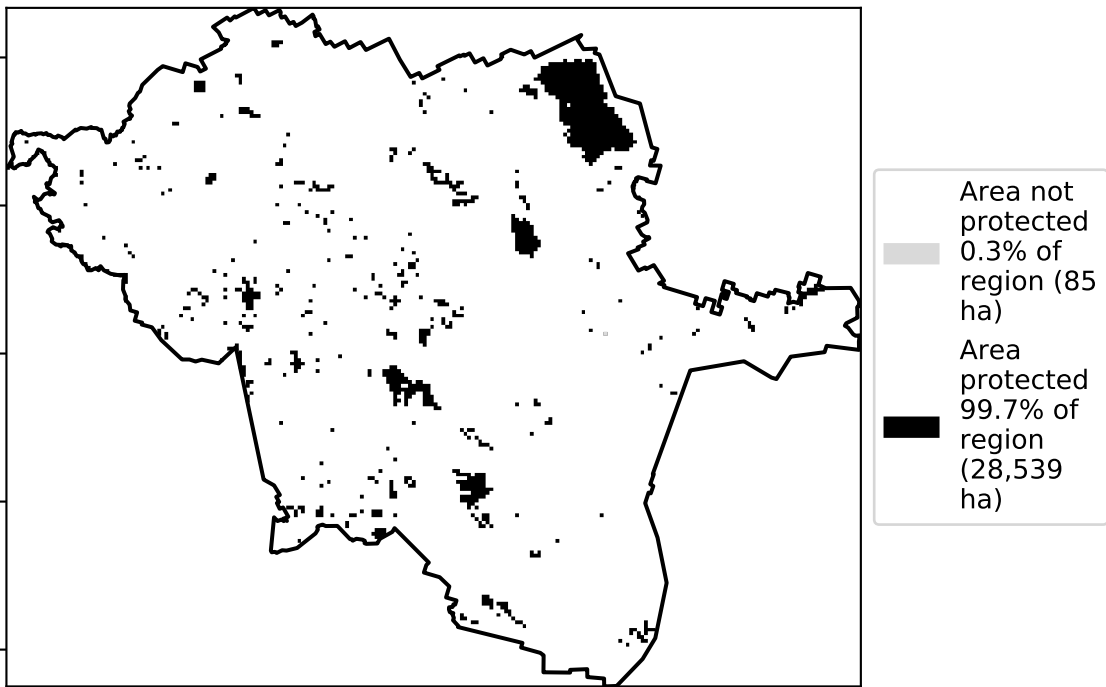 Area not
protected
0.3% of
region (85
ha)
Area
protected
99.7% of
region
(28,539
ha)